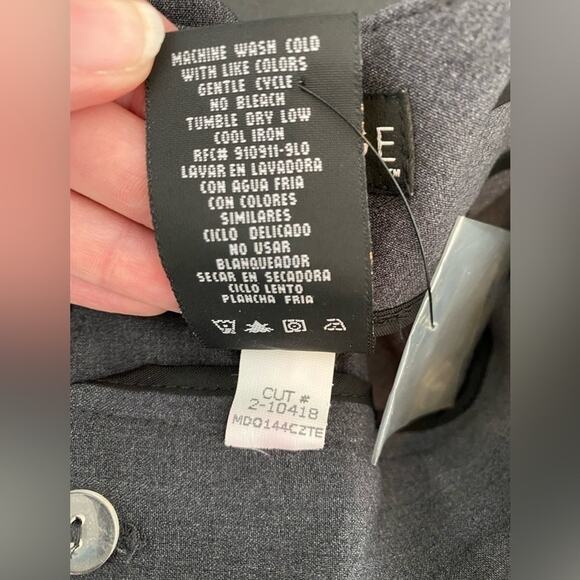 MACHINE WASH COLD
WITH LIKE COLORS
GENTLE CYCLE
NO BLEACH
TUMBLE DRY LOW
COOL IRON
RFC# 910911-9L0
LAVAR EN LAVADORA
CON AGUA FRIA
CON COLORES
SIMILARES
CICLO DELICADO
NO USAR
BLANQUEADOR
SECAR EN SECADORA
CICLO LENTO
PLANCHA FRIA
CUT #
2-10418
MDO144CZTE
E
TM